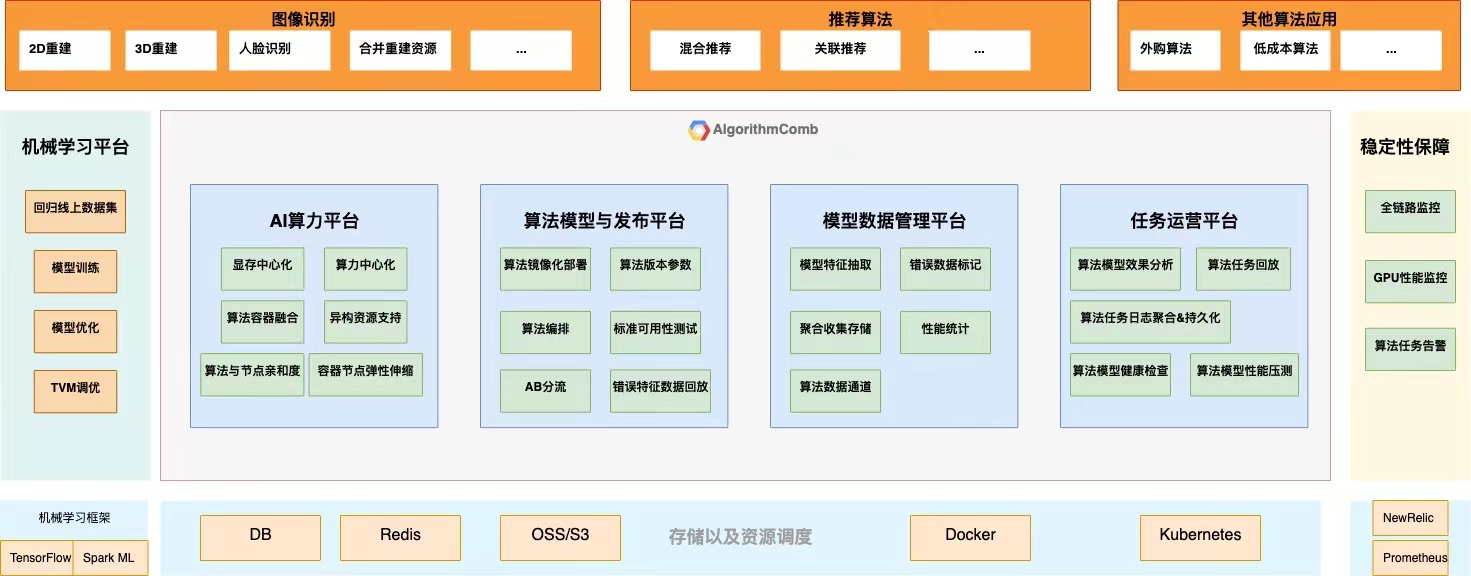 图像识别
2D重建
3D重建
人脸识别
合并重建资源
...
推荐算法
混合推荐
关联推荐
...
其他算法应用
外购算法
低成本算法
...
机械学习平台
回归线上数据集
模型训练
模型优化
TVM调优
AlgorithmComb
AI算力平台
显存中心化
算力中心化
算法容器融合
异构资源支持
算法与节点亲和度
容器节点弹性伸缩
算法模型与发布平台
算法镜像化部署
算法版本参数
算法编排
标准可用性测试
AB分流
错误特征数据回放
模型数据管理平台
模型特征抽取
错误数据标记
聚合收集存储
性能统计
算法数据通道
任务运营平台
算法模型效果分析
算法任务回放
算法任务日志聚合&持久化
算法模型健康检查
算法模型性能压测
稳定性保障
全链路监控
GPU性能监控
算法任务告警
机械学习框架
TensorFlow
Spark ML
DB
Redis
OSS/S3
存储以及资源调度
Docker
Kubernetes
NewRelic
Prometheus